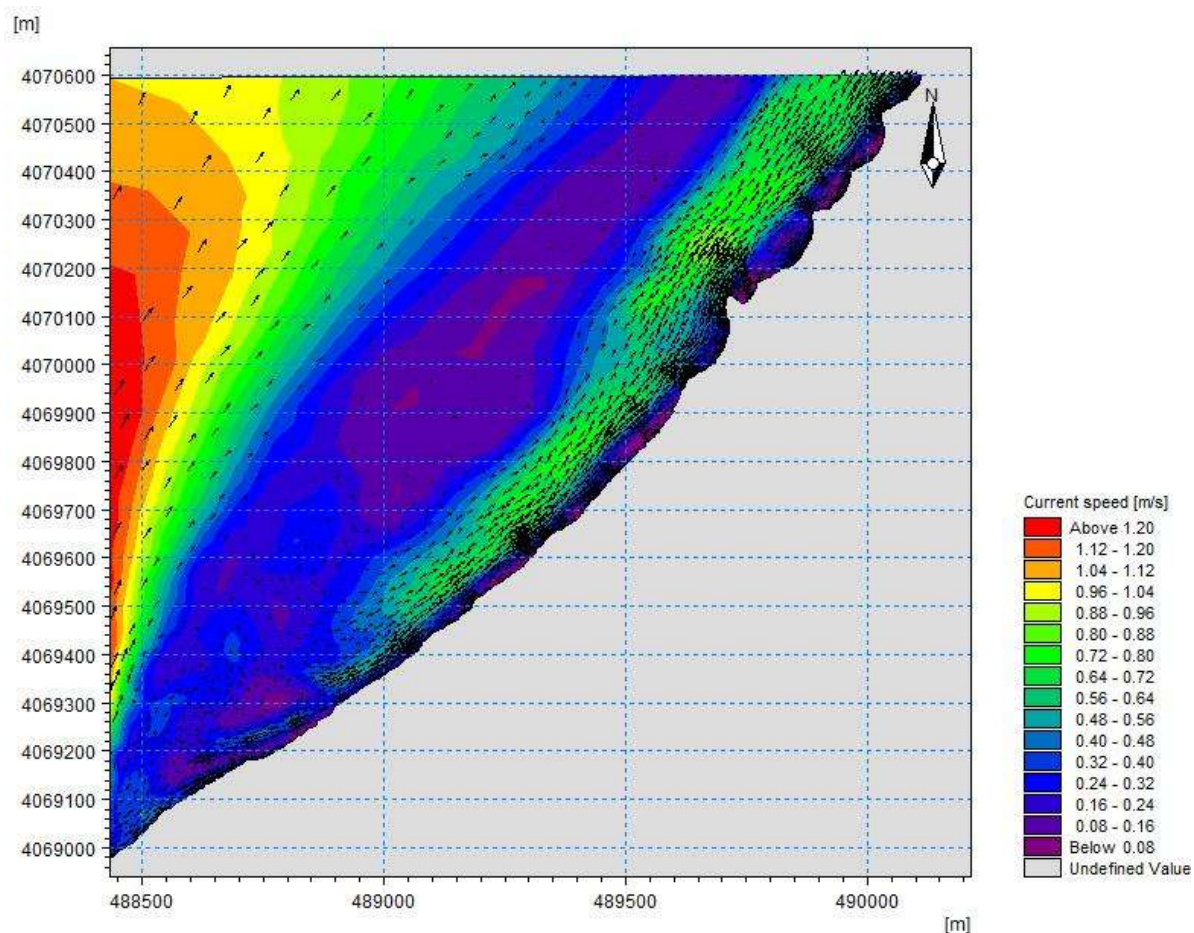 [m]
4070600
4070500
4070400
4070300
4070200
4070100
4070000
4069900
4069800
4069700
4069600
4069500
4069400
4069300
4069200
4069100
4069000
N
488500 489000 489500 490000
[m]
Current speed [m/s]
Above 1.20
1.12 - 1.20
1.04 - 1.12
0.96 - 1.04
0.88 - 0.96
0.80 - 0.88
0.72 - 0.80
0.64 - 0.72
0.56 - 0.64
0.48 - 0.56
0.40 - 0.48
0.32 - 0.40
0.24 - 0.32
0.16 - 0.24
0.08 - 0.16
Below 0.08
Undefined Value